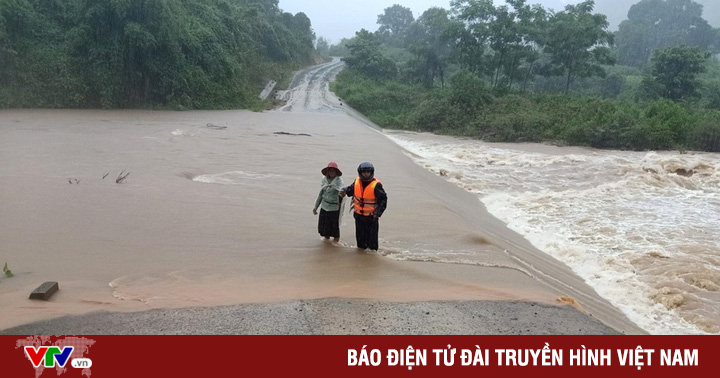 VTV.vn
BÁO ĐIỆN TỬ ĐÀI TRUYỀN HÌNH VIỆT NAM